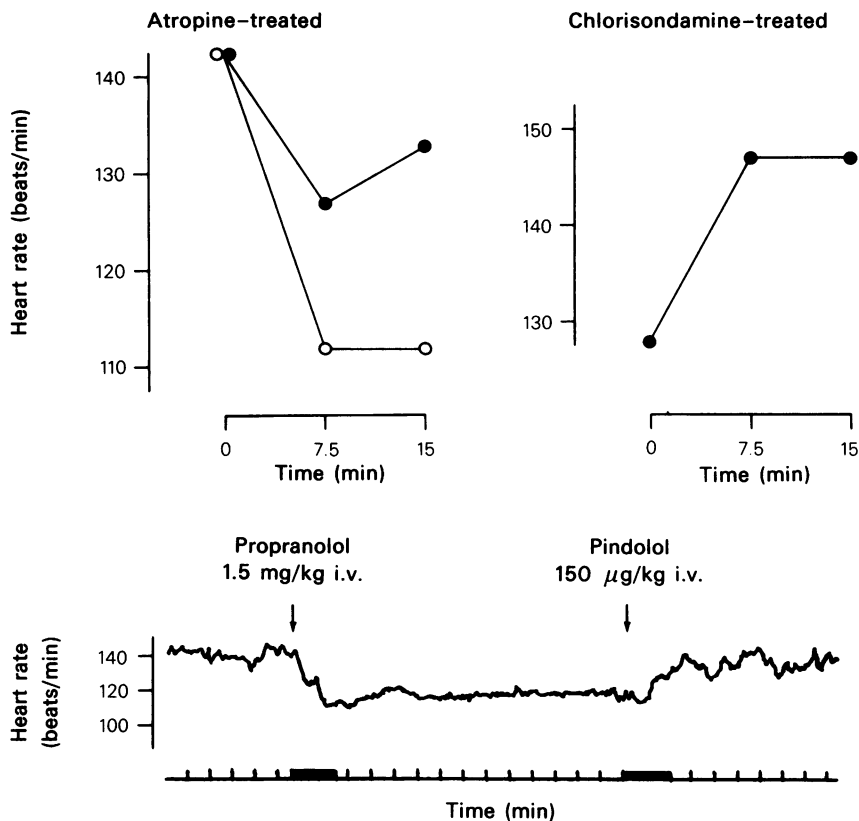 Atropine-treated
Chlorisondamine-treated
Heart rate (beats/min)
140
130
120
110
0
7.5
15
Time (min)
150
140
130
0
7.5
15
Time (min)
Propranolol
1.5 mg/kg i.v.
Pindolol
150 μg/kg i.v.
Heart rate
(beats/min)
140
120
100
Time (min)